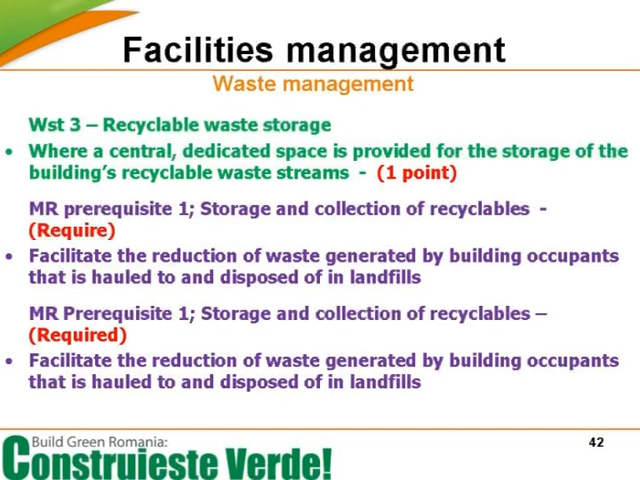 Facilities management
Waste management
Wst 3 – Recyclable waste storage
• Where a central, dedicated space is provided for the storage of the
building's recyclable waste streams - (1 point)
MR prerequisite 1; Storage and collection of recyclables -
(Require)
• Facilitate the reduction of waste generated by building occupants
that is hauled to and disposed of in landfills
MR Prerequisite 1; Storage and collection of recyclables –
(Required)
• Facilitate the reduction of waste generated by building occupants
that is hauled to and disposed of in landfills
Build Green Romania:
Construieste Verde!
42